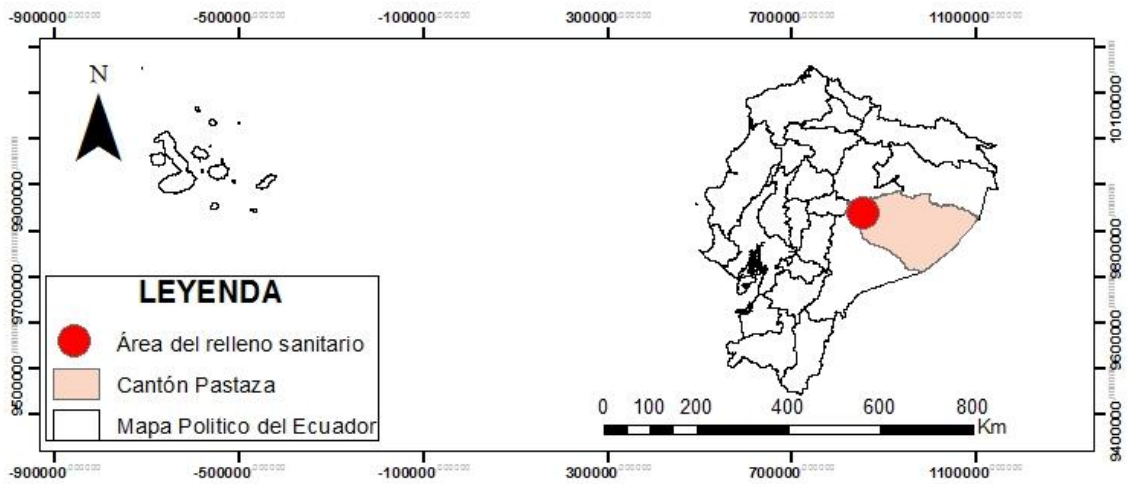 -900000 -500000 -100000 300000 700000 1100000
N
10100000
9900000
9800000
9700000
9600000
9500000
9400000
LEYENDA
Área del relleno sanitario
Cantón Pastaza
Mapa Politico del Ecuador
0 100 200 400 600 800
Km
-900000 -500000 -100000 300000 700000 1100000